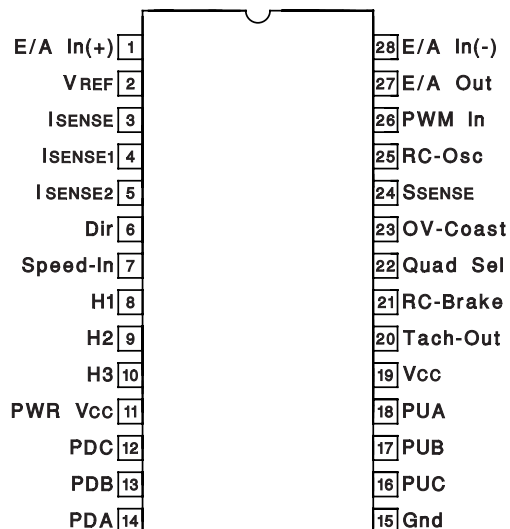 E/A In(+) 1 28 E/A In(-)
VREF 2 27 E/A Out
ISENSE 3 26 PWM In
ISENSE1 4 25 RC-Osc
ISENSE2 5 24 SSENSE
Dir 6 23 OV-Coast
Speed-In 7 22 Quad Sel
H1 8 21 RC-Brake
H2 9 20 Tach-Out
H3 10 19 VCC
PWR VCC 11 18 PUA
PDC 12 17 PUB
PDB 13 16 PUC
PDA 14 15 Gnd